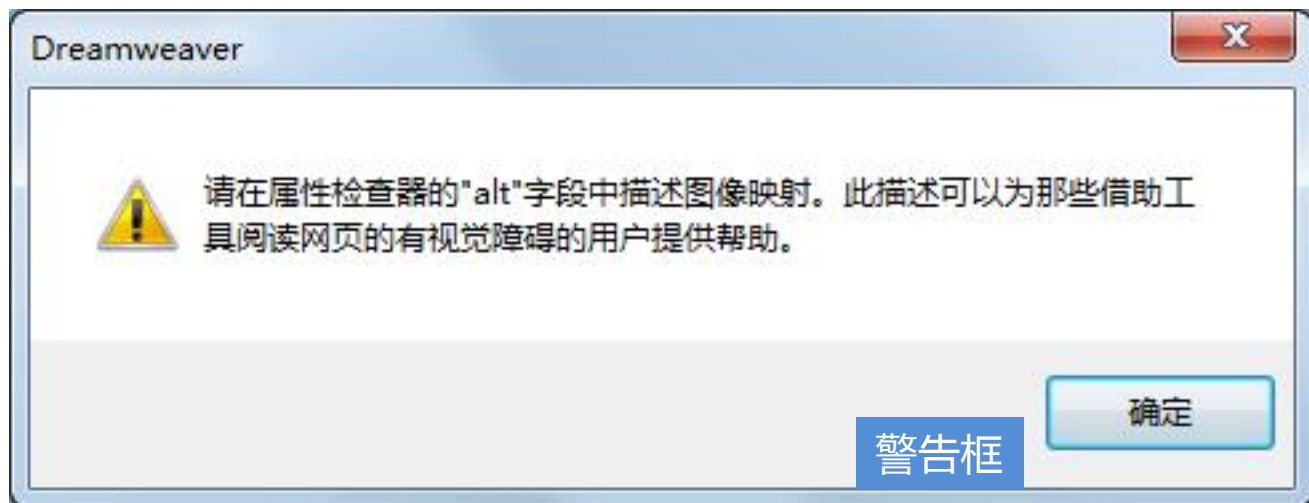 Dreamweaver
请在属性检查器的"alt"字段中描述图像映射。此描述可以为那些借助工
具阅读网页的有视觉障碍的用户提供帮助。
确定
警告框